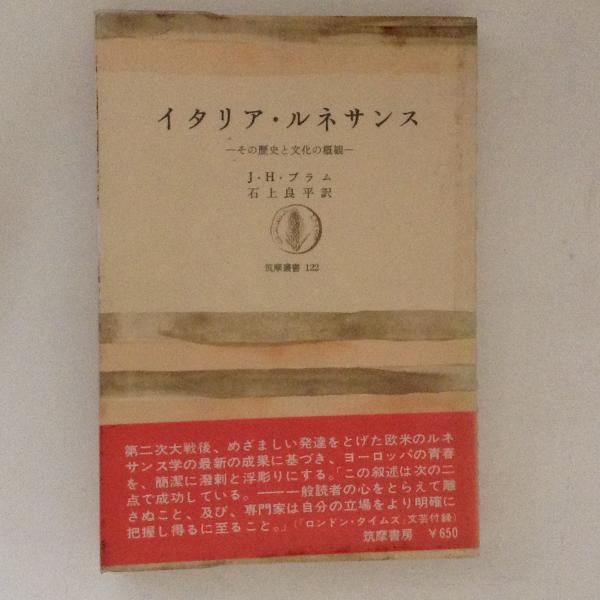 イタリア・ルネサンス
―その歴史と文化の概観―
J・H・プラム
石上良平訳
筑摩叢書 122
第二次大戦後、めざましい発達をとげた欧米のルネ
サンス学の最新の成果に基づき、ヨーロッパの青春
を、簡潔に潑剌と浮彫りにする。「この叙述は次の二
点で成功している。――一般読者の心をとらえて離
さぬこと、及び、専門家は自分の立場をより明確に
把握し得るに至ること。」(「ロンドン・タイムズ」文芸付録)
筑摩書房 ￥650